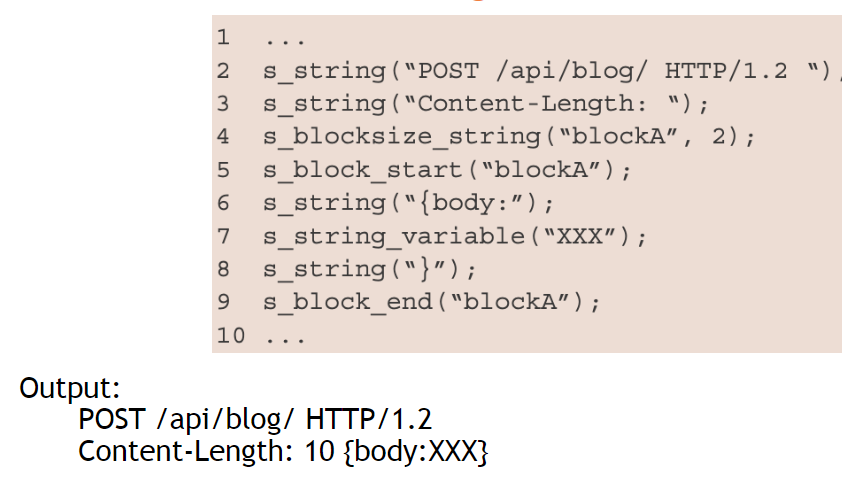 1 ...
2 s_string(“POST /api/blog/ HTTP/1.2 “),
3 s_string(“Content-Length: “);
4 s_blocksize_string(“blockA”, 2);
5 s_block_start(“blockA”);
6 s_string(“{body:”);
7 s_string_variable(“XXX”);
8 s_string(“}”);
9 s_block_end(“blockA”);
10 ...
Output:
POST /api/blog/ HTTP/1.2
Content-Length: 10 {body:XXX}